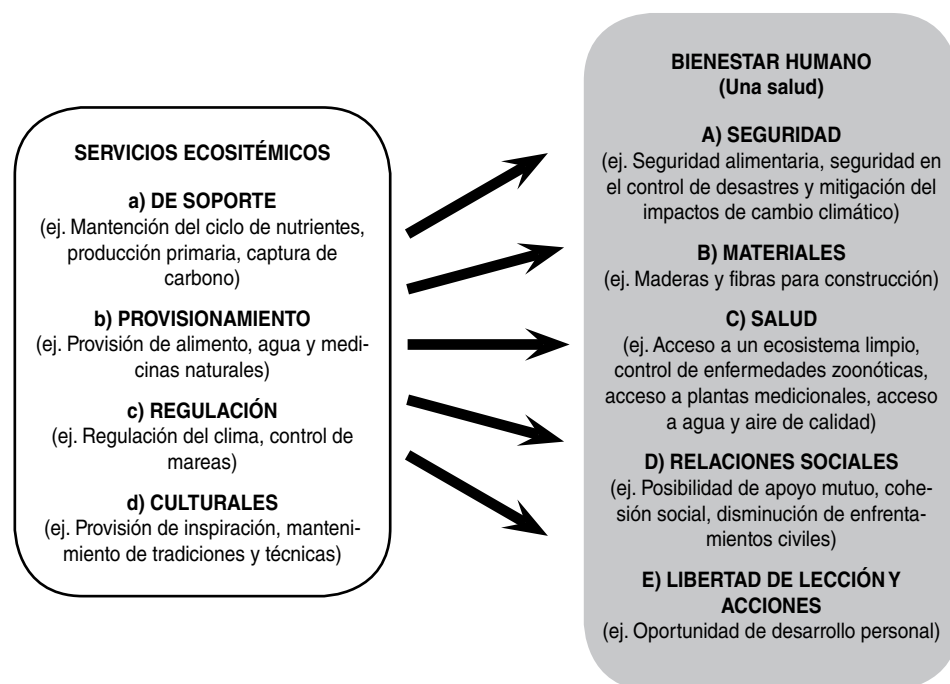 SERVICIOS ECOSITÉMICOS
a) DE SOPORTE
(ej. Mantención del ciclo de nutrientes,
producción primaria, captura de
carbono)
b) PROVISIONAMIENTO
(ej. Provisión de alimento, agua y medi-
cinas naturales)
c) REGULACIÓN
(ej. Regulación del clima, control de
mareas)
d) CULTURALES
(ej. Provisión de inspiración, manteni-
miento de tradiciones y técnicas)
BIENESTAR HUMANO
(Una salud)
A) SEGURIDAD
(ej. Seguridad alimentaria, seguridad en
el control de desastres y mitigación del
impactos de cambio climático)
B) MATERIALES
(ej. Maderas y fibras para construcción)
C) SALUD
(ej. Acceso a un ecosistema limpio,
control de enfermedades zoonóticas,
acceso a plantas medicionales, acceso
a agua y aire de calidad)
D) RELACIONES SOCIALES
(ej. Posibilidad de apoyo mutuo, cohe-
sión social, disminución de enfrenta-
mientos civiles)
E) LIBERTAD DE LECCIÓN Y
ACCIONES
(ej. Oportunidad de desarrollo personal)